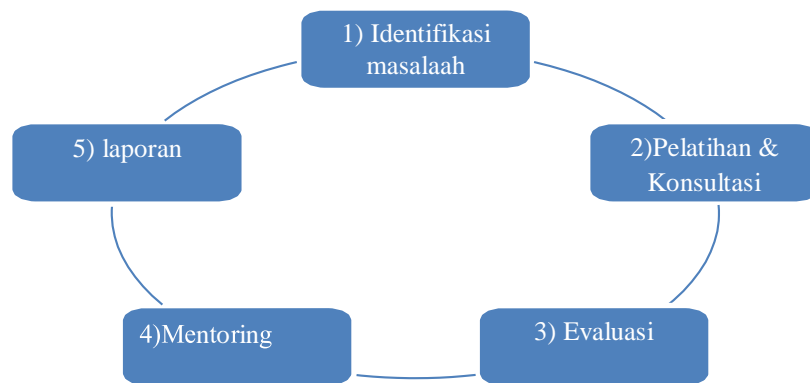 1) Identifikasi
masalaah
2)Pelatihan &
Konsultasi
3) Evaluasi
4)Mentoring
5) laporan